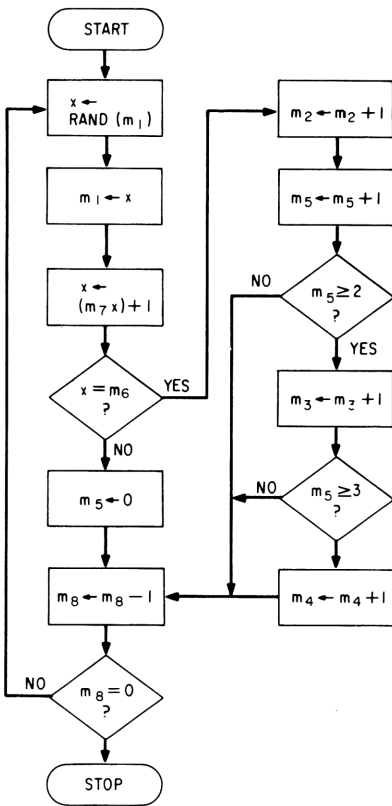 START
x ←
RAND (m₁)
m₁ ← x
x ←
(m₇ x) + 1
x = m₆
?
YES
NO
m₅ ← 0
m₈ ← m₈ − 1
NO
m₈ = 0
?
STOP
m₂ ← m₂ + 1
m₅ ← m₅ + 1
NO
m₅ ≥ 2
?
YES
m₃ ← m₃ + 1
NO
m₅ ≥ 3
?
m₄ ← m₄ + 1